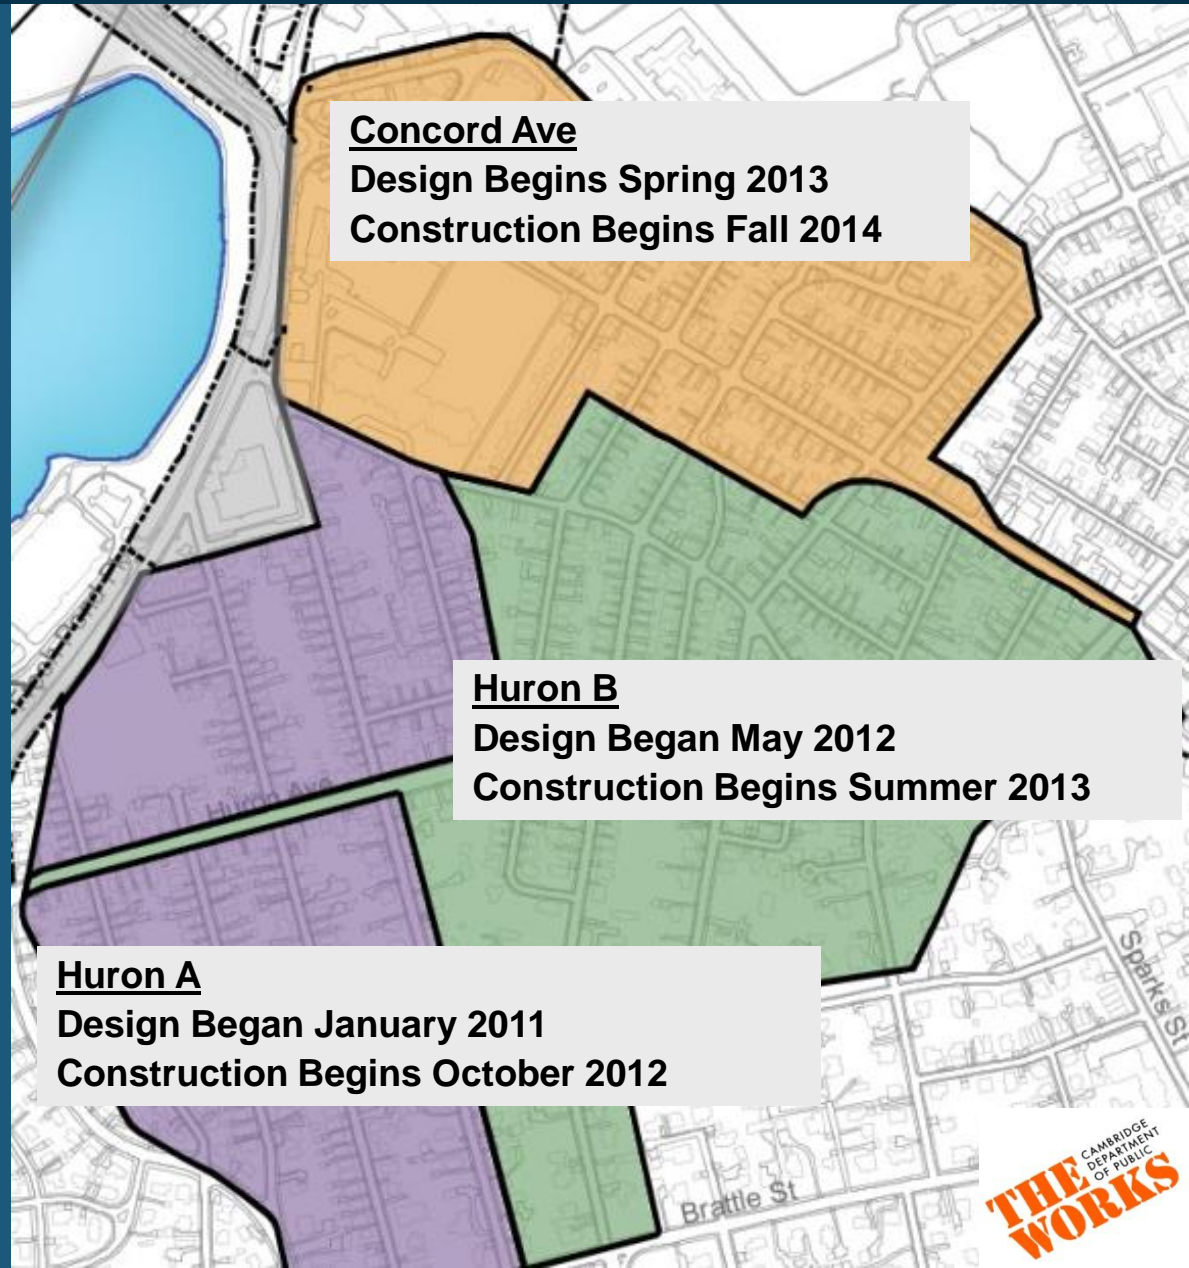 Concord Ave
Design Begins Spring 2013
Construction Begins Fall 2014
Huron B
Design Began May 2012
Construction Begins Summer 2013
Huron Ave
Huron A
Design Began January 2011
Construction Begins October 2012
Sparks St
Brattle St
CAMBRIDGE
DEPARTMENT
OF PUBLIC
THE
WORKS